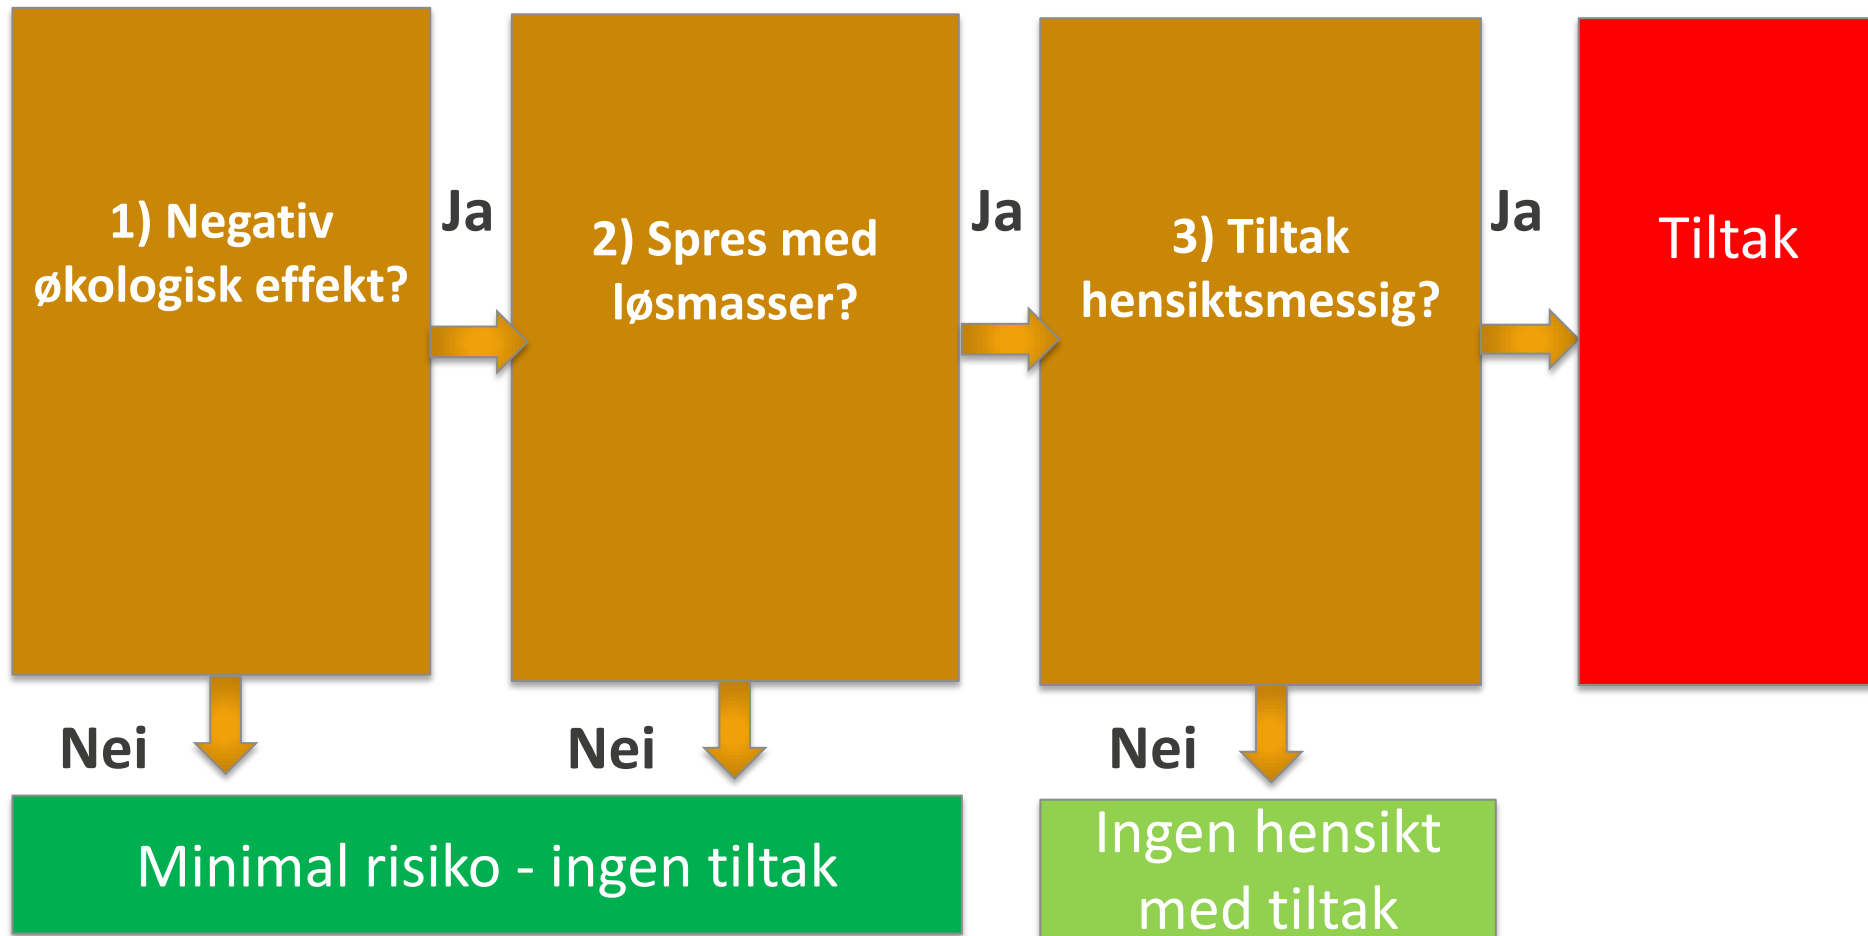 1) Negativ
økologisk effekt?
Ja
2) Spres med
løsmasser?
Ja
3) Tiltak
hensiktsmessig?
Ja
Tiltak
Nei
Nei
Nei
Minimal risiko - ingen tiltak
Ingen hensikt
med tiltak